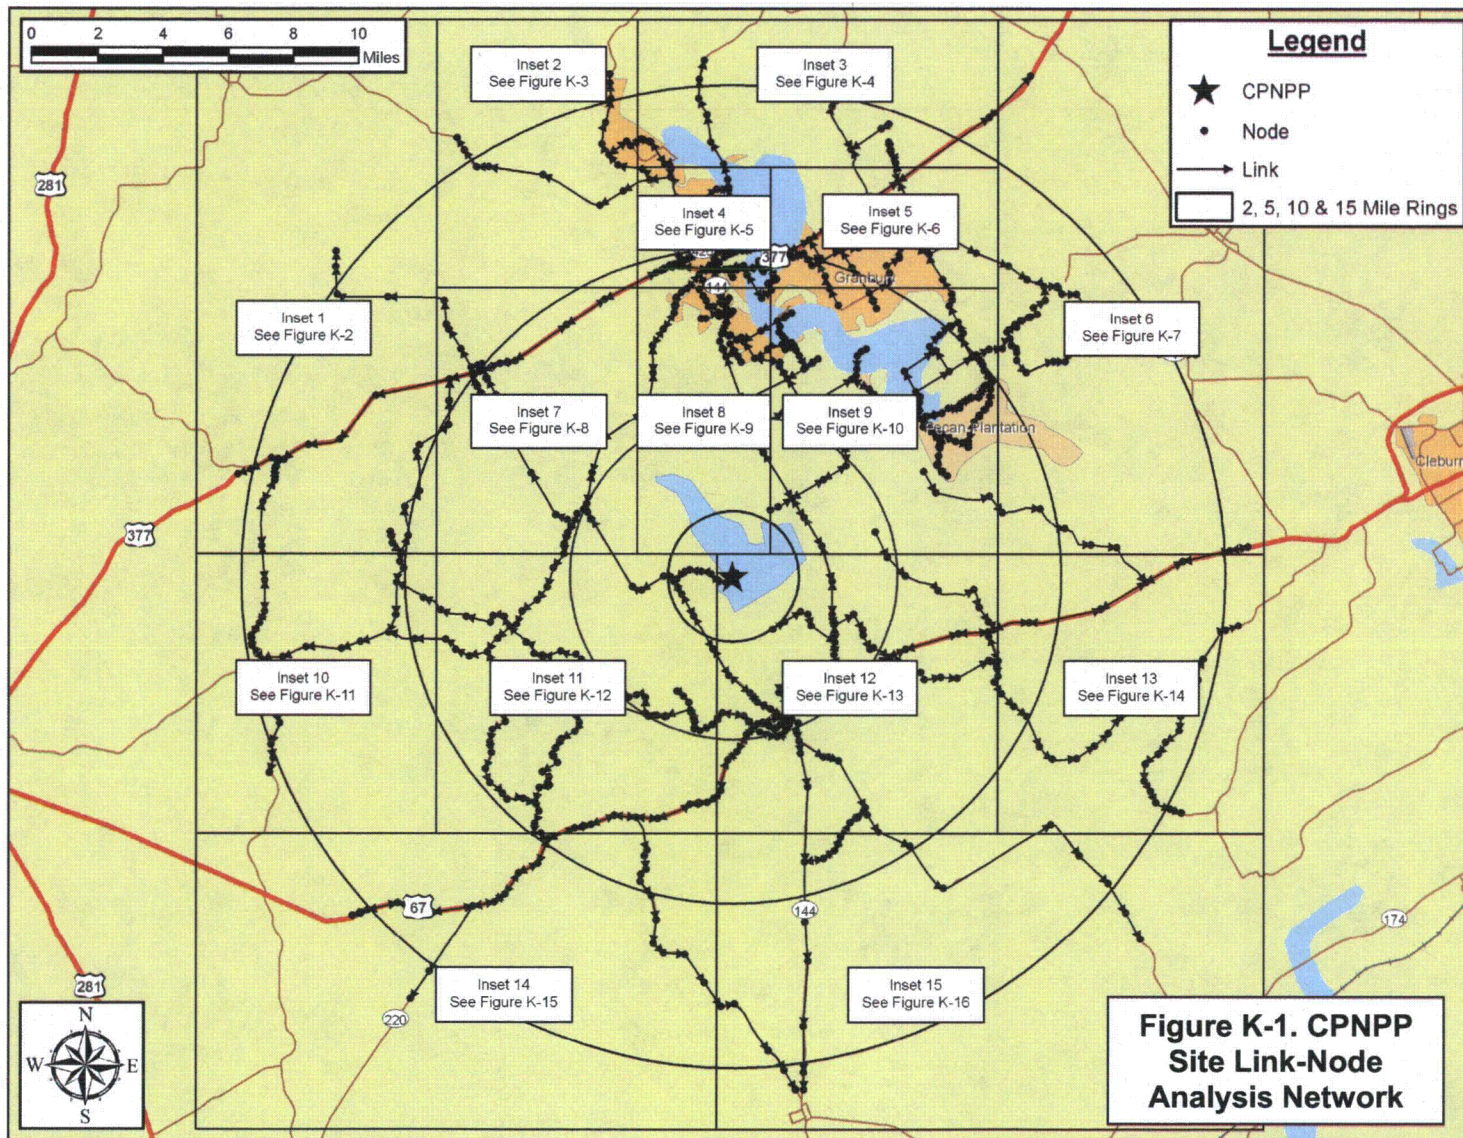 0 2 4 6 8 10
Miles
Legend
CPNPP
Node
Link
2, 5, 10 & 15 Mile Rings
Inset 2
See Figure K-3
Inset 3
See Figure K-4
281
Inset 4
See Figure K-5
Inset 5
See Figure K-6
377
Granbury
144
Inset 1
See Figure K-2
Inset 6
See Figure K-7
Inset 7
See Figure K-8
Inset 8
See Figure K-9
Inset 9
See Figure K-10
Pecan Plantation
Cleburn
377
Inset 10
See Figure K-11
Inset 11
See Figure K-12
Inset 12
See Figure K-13
Inset 13
See Figure K-14
67
144
174
281
Inset 14
See Figure K-15
Inset 15
See Figure K-16
220
N
W E
S
Figure K-1. CPNPP
Site Link-Node
Analysis Network